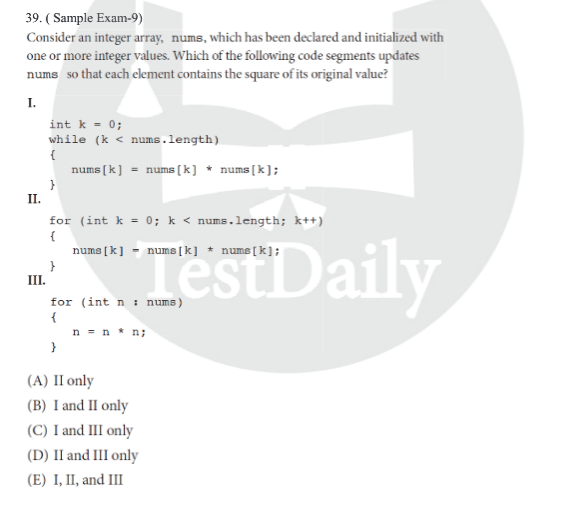 39. ( Sample Exam-9)
Consider an integer array, nums, which has been declared and initialized with
one or more integer values. Which of the following code segments updates
nums so that each element contains the square of its original value?
I.
int k = 0;
while (k < nums.length)
{
nums[k] = nums[k] * nums[k];
}
II.
for (int k = 0; k < nums.length; k++)
{
nums[k] = nums[k] * nums[k];
}
III.
for (int n : nums)
{
n = n * n;
}
TestDaily
(A) II only
(B) I and II only
(C) I and III only
(D) II and III only
(E) I, II, and III